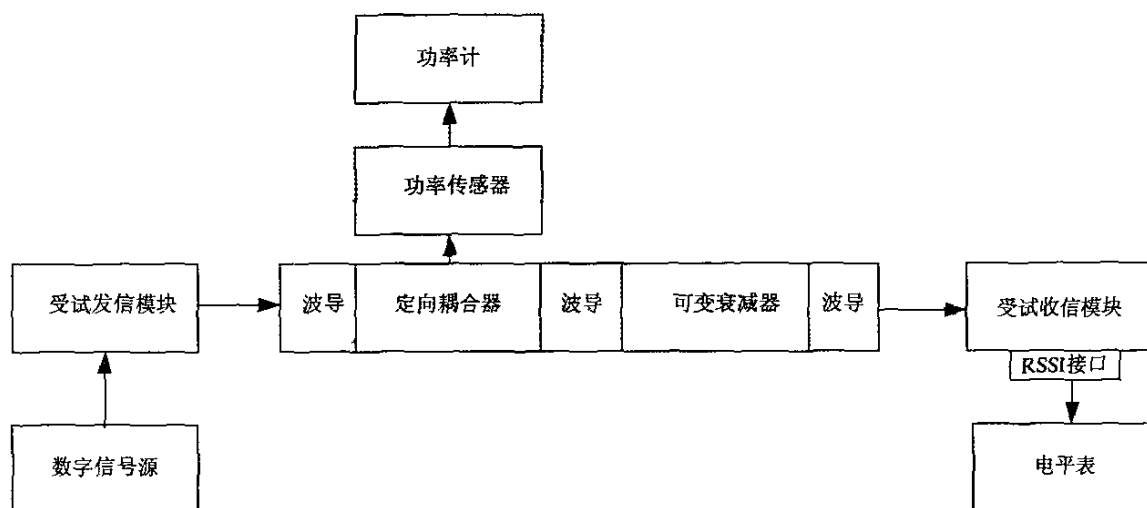 功率计
功率传感器
受试发信模块
波导
定向耦合器
波导
可变衰减器
波导
受试收信模块
RSSI接口
数字信号源
电平表